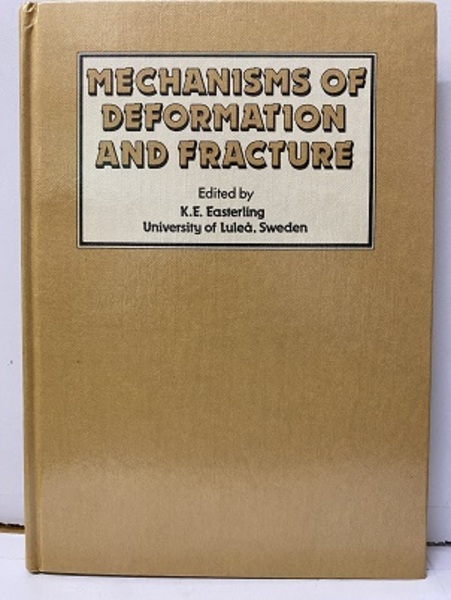 MECHANISMS OF
DEFORMATION
AND FRACTURE
Edited by
K.E. Easterling
University of Luleå, Sweden